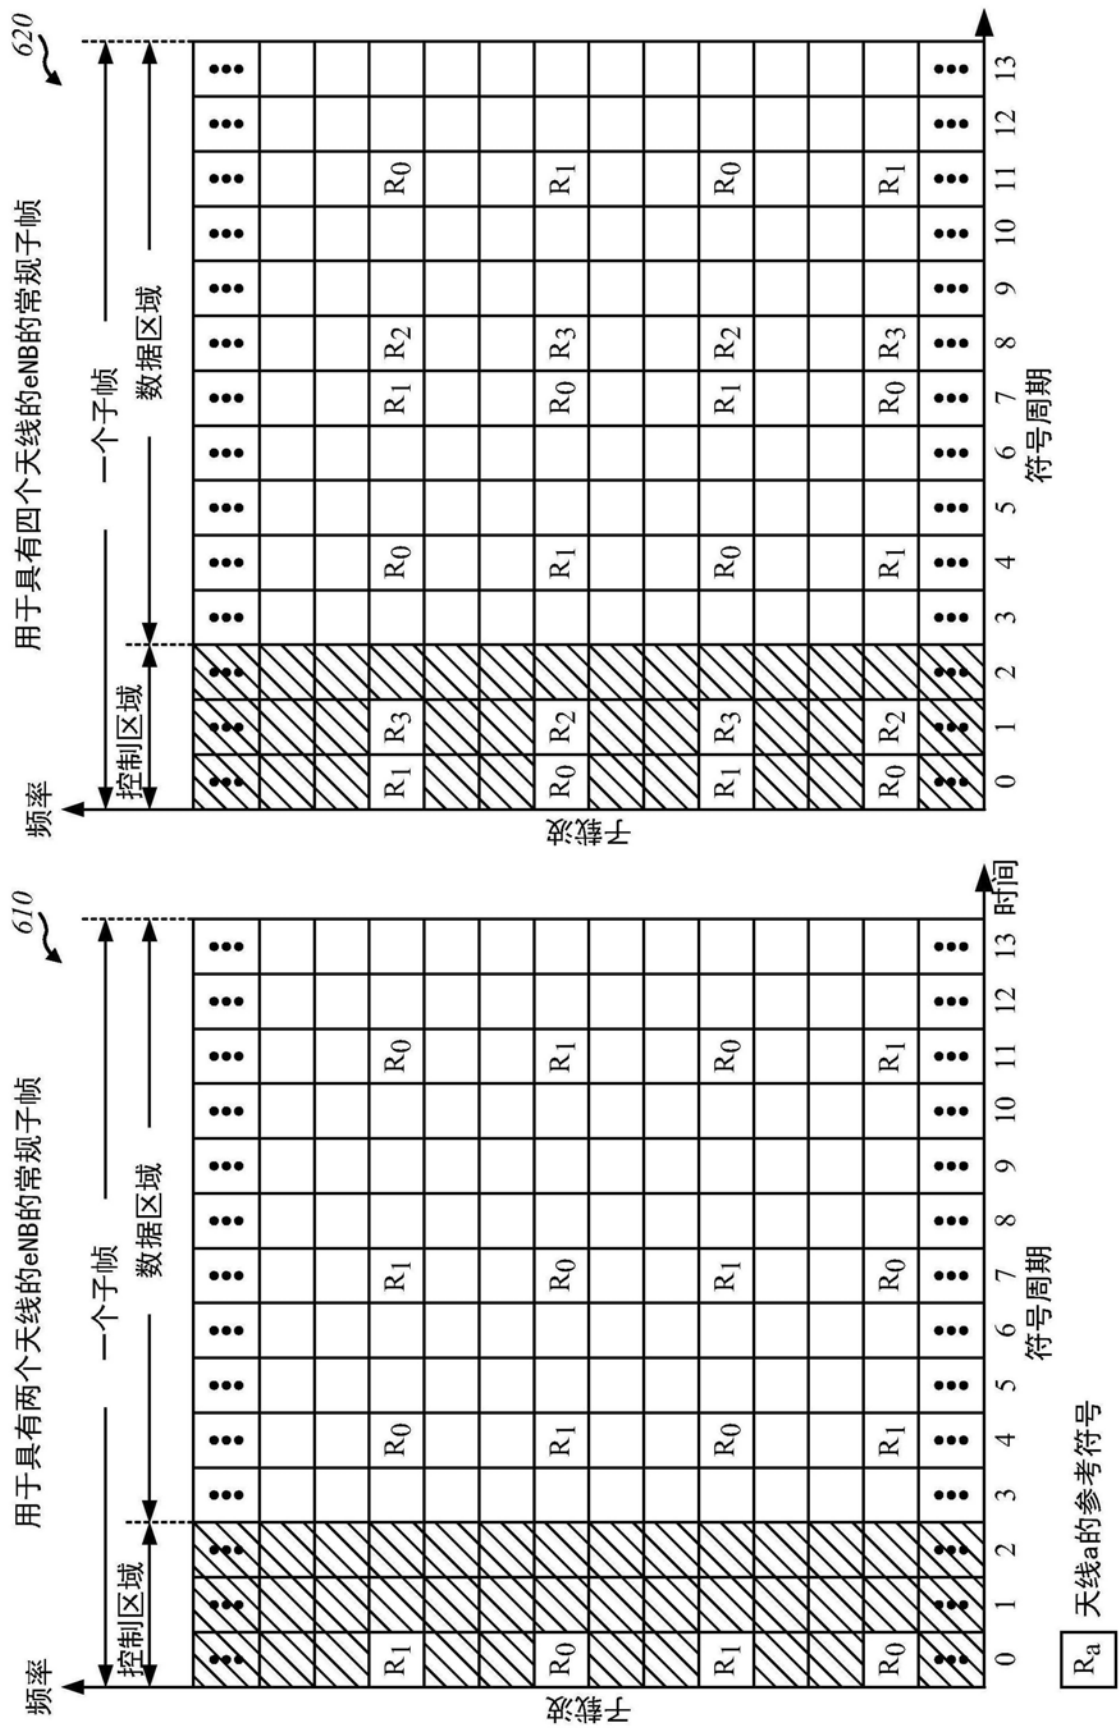 用于具有两个天线的eNB的常规子帧
610
频率
一个子帧
控制区域
数据区域
R1 R0 R1 R0
R0 R1 R0 R1
R1 R0 R1 R0
R0 R1 R0 R1
子载波
0 1 2 3 4 5 6 7 8 9 10 11 12 13
时间
符号周期
用于具有四个天线的eNB的常规子帧
620
频率
一个子帧
控制区域
数据区域
R1 R3 R0 R1 R2 R0
R0 R2 R1 R0 R3 R1
R1 R3 R0 R1 R2 R0
R0 R2 R1 R0 R3 R1
子载波
0 1 2 3 4 5 6 7 8 9 10 11 12 13
符号周期
Ra 天线a的参考符号